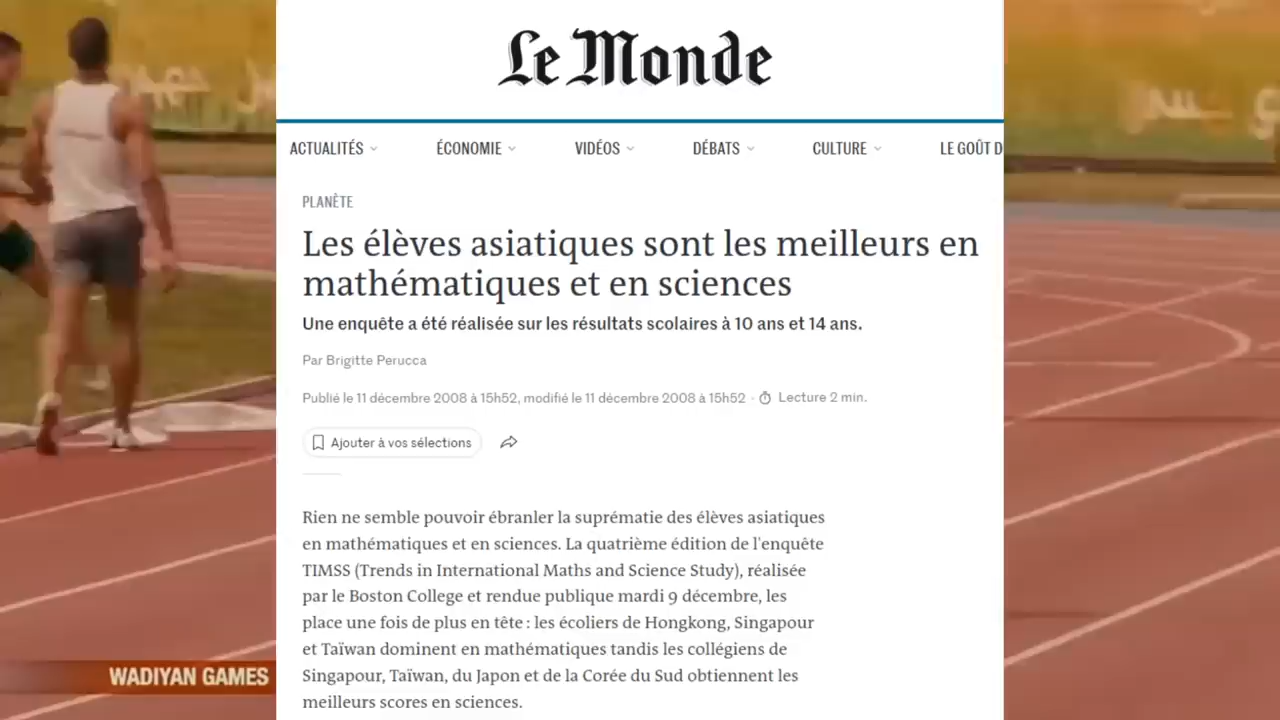 Le Monde
ACTUALITÉS
ÉCONOMIE
VIDÉOS
DÉBATS
CULTURE
LE GOÛT D
PLANÈTE
Les élèves asiatiques sont les meilleurs en
mathématiques et en sciences
Une enquête a été réalisée sur les résultats scolaires à 10 ans et 14 ans.
Par Brigitte Perucca
Publié le 11 décembre 2008 à 15h52, modifié le 11 décembre 2008 à 15h52 · Lecture 2 min.
Ajouter à vos sélections
Rien ne semble pouvoir ébranler la suprématie des élèves asiatiques
en mathématiques et en sciences. La quatrième édition de l'enquête
TIMSS (Trends in International Maths and Science Study), réalisée
par le Boston College et rendue publique mardi 9 décembre, les
place une fois de plus en tête : les écoliers de Hongkong, Singapour
et Taïwan dominent en mathématiques tandis les collégiens de
Singapour, Taïwan, du Japon et de la Corée du Sud obtiennent les
meilleurs scores en sciences.
WADIYAN GAMES